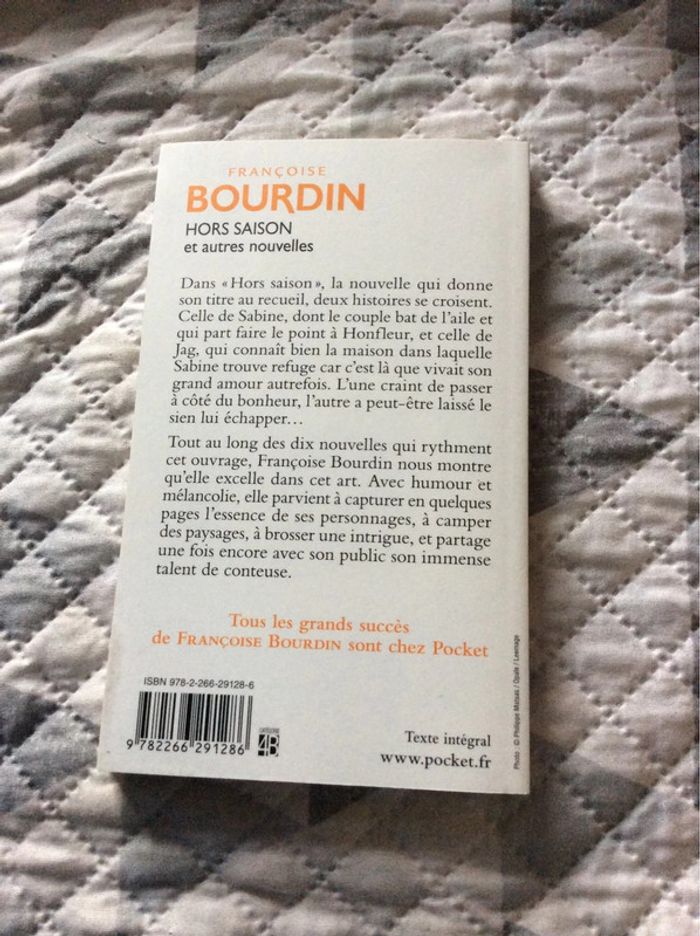 FRANÇOISE
BOURDIN
HORS SAISON
et autres nouvelles
Dans « Hors saison », la nouvelle qui donne
son titre au recueil, deux histoires se croisent.
Celle de Sabine, dont le couple bat de l’aile et
qui part faire le point à Honfleur, et celle de
Jag, qui connaît bien la maison dans laquelle
Sabine trouve refuge car c’est là que vivait son
grand amour autrefois. L’une craint de passer
à côté du bonheur, l’autre a peut-être laissé le
sien lui échapper…
Tout au long des dix nouvelles qui rythment
cet ouvrage, Françoise Bourdin nous montre
qu’elle excelle dans cet art. Avec humour et
mélancolie, elle parvient à capturer en quelques
pages l’essence de ses personnages, à camper
des paysages, à brosser une intrigue, et partage
une fois encore avec son public son immense
talent de conteuse.
Tous les grands succès
de FRANÇOISE BOURDIN sont chez Pocket
ISBN 978-2-266-29128-6
9 782266 291286
CATÉGORIE
4B
Texte intégral
www.pocket.fr
Photo : © Philippe Matsas / Opale / Leemage